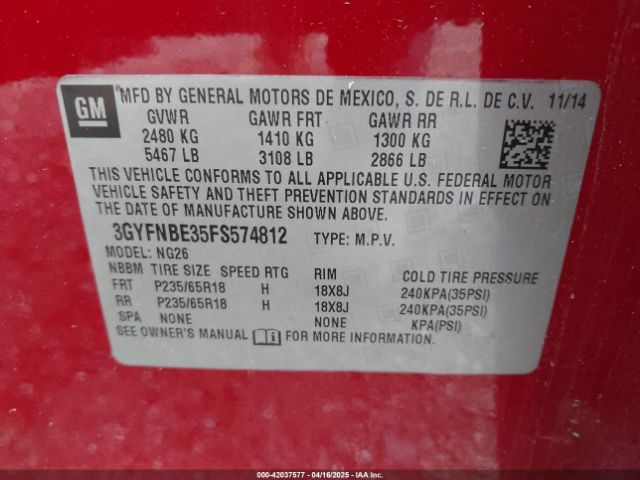 GM
MFD BY GENERAL MOTORS DE MEXICO, S. DE R.L. DE C.V. 11/14
GVWR GAWR FRT GAWR RR
2480 KG 1410 KG 1300 KG
5467 LB 3108 LB 2866 LB
THIS VEHICLE CONFORMS TO ALL APPLICABLE U.S. FEDERAL MOTOR
VEHICLE SAFETY AND THEFT PREVENTION STANDARDS IN EFFECT ON
THE DATE OF MANUFACTURE SHOWN ABOVE.
3GYFNBE35FS574812 TYPE: M.P.V.
MODEL: NG26
NBBM TIRE SIZE SPEED RTG RIM COLD TIRE PRESSURE
FRT P235/65R18 H 18X8J 240KPA(35PSI)
RR P235/65R18 H 18X8J 240KPA(35PSI)
SPA NONE NONE KPA(PSI)
SEE OWNER'S MANUAL i FOR MORE INFORMATION.
000-42037577 - 04/16/2025 - IAA